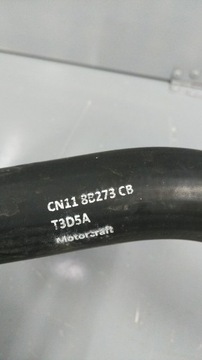 CN11 8B273 CB
T3D5A
Motorcraft